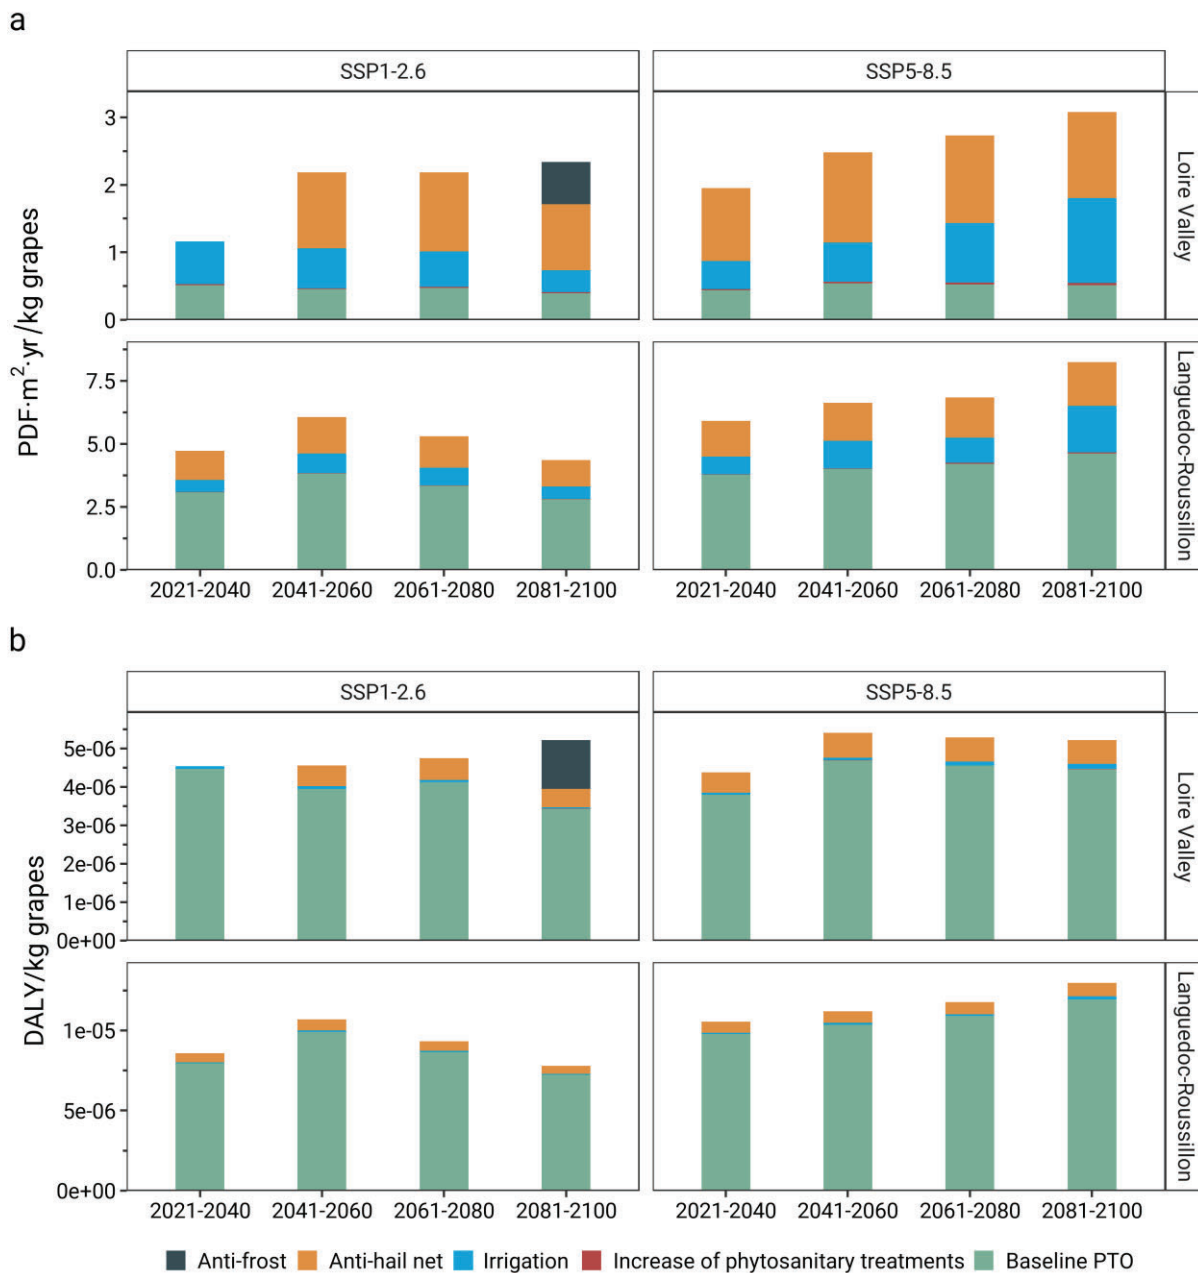 a
SSP1-2.6 SSP5-8.5
3
2
1
0
Loire Valley
PDF·m²·yr/kg grapes
7.5
5.0
2.5
0.0
Languedoc-Roussillon
2021-2040 2041-2060 2061-2080 2081-2100 2021-2040 2041-2060 2061-2080 2081-2100
b
SSP1-2.6 SSP5-8.5
5e-06
4e-06
3e-06
2e-06
1e-06
0e+00
Loire Valley
DALY/kg grapes
1e-05
5e-06
0e+00
Languedoc-Roussillon
2021-2040 2041-2060 2061-2080 2081-2100 2021-2040 2041-2060 2061-2080 2081-2100
Anti-frost Anti-hail net Irrigation Increase of phytosanitary treatments Baseline PTO